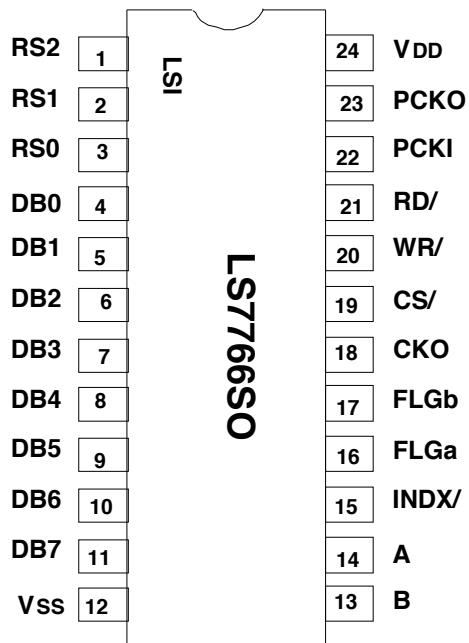 RS2 1 24 VDD
LSI
RS1 2 23 PCKO
RS0 3 22 PCKI
DB0 4 21 RD/
DB1 5 20 WR/
DB2 6 19 CS/
LS7766SO
DB3 7 18 CKO
DB4 8 17 FLGb
DB5 9 16 FLGa
DB6 10 15 INDX/
DB7 11 14 A
VSS 12 13 B